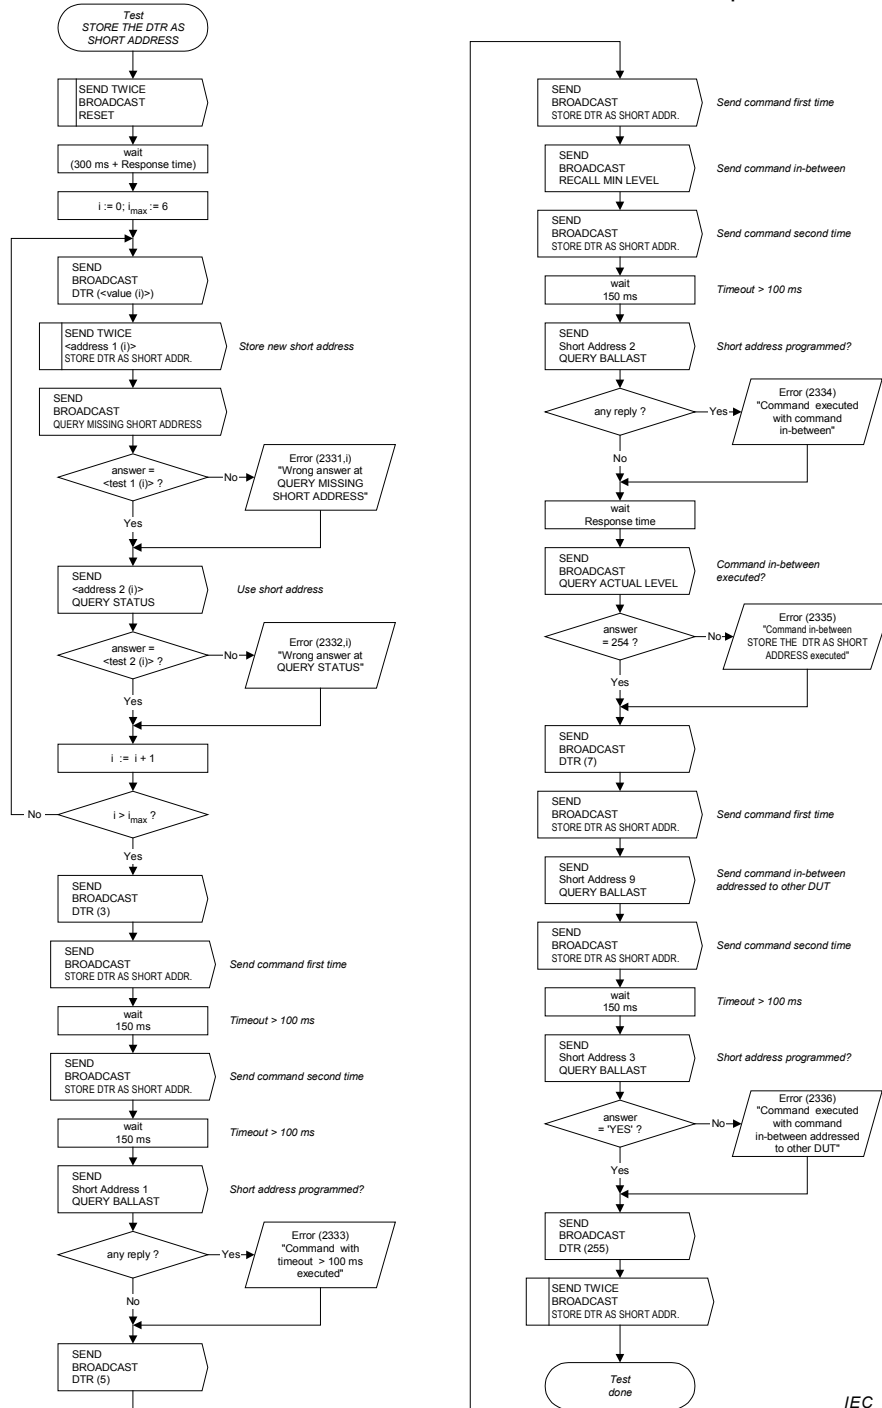 Test
STORE THE DTR AS
SHORT ADDRESS
SEND TWICE
BROADCAST
RESET
wait
(300 ms + Response time)
i := 0; imax := 6
SEND
BROADCAST
DTR (<value (i)>)
SEND TWICE
<address 1 (i)>
STORE DTR AS SHORT ADDR.
Store new short address
SEND
BROADCAST
QUERY MISSING SHORT ADDRESS
answer =
<test 1 (i)> ?
No
Error (2331,i)
"Wrong answer at
QUERY MISSING
SHORT ADDRESS"
Yes
SEND
<address 2 (i)>
QUERY STATUS
Use short address
answer =
<test 2 (i)> ?
No
Error (2332,i)
"Wrong answer at
QUERY STATUS"
Yes
i := i + 1
No
i > imax ?
Yes
SEND
BROADCAST
DTR (3)
SEND
BROADCAST
STORE DTR AS SHORT ADDR.
Send command first time
wait
150 ms
Timeout > 100 ms
SEND
BROADCAST
STORE DTR AS SHORT ADDR.
Send command second time
wait
150 ms
Timeout > 100 ms
SEND
Short Address 1
QUERY BALLAST
Short address programmed?
any reply ?
Yes
Error (2333)
"Command with
timeout > 100 ms
executed"
No
SEND
BROADCAST
DTR (5)
SEND
BROADCAST
STORE DTR AS SHORT ADDR.
Send command first time
SEND
BROADCAST
RECALL MIN LEVEL
Send command in-between
SEND
BROADCAST
STORE DTR AS SHORT ADDR.
Send command second time
wait
150 ms
Timeout > 100 ms
SEND
Short Address 2
QUERY BALLAST
Short address programmed?
any reply ?
Yes
Error (2334)
"Command executed
with command
in-between"
No
wait
Response time
SEND
BROADCAST
QUERY ACTUAL LEVEL
Command in-between
executed?
answer
= 254 ?
No
Error (2335)
"Command in-between
STORE THE DTR AS SHORT
ADDRESS executed"
Yes
SEND
BROADCAST
DTR (7)
SEND
BROADCAST
STORE DTR AS SHORT ADDR.
Send command first time
SEND
Short Address 9
QUERY BALLAST
Send command in-between
addressed to other DUT
SEND
BROADCAST
STORE DTR AS SHORT ADDR.
Send command second time
wait
150 ms
Timeout > 100 ms
SEND
Short Address 3
QUERY BALLAST
Short address programmed?
answer
= 'YES' ?
No
Error (2336)
"Command executed
with command
in-between addressed
to other DUT"
Yes
SEND
BROADCAST
DTR (255)
SEND TWICE
BROADCAST
STORE DTR AS SHORT ADDR.
Test
done
IEC